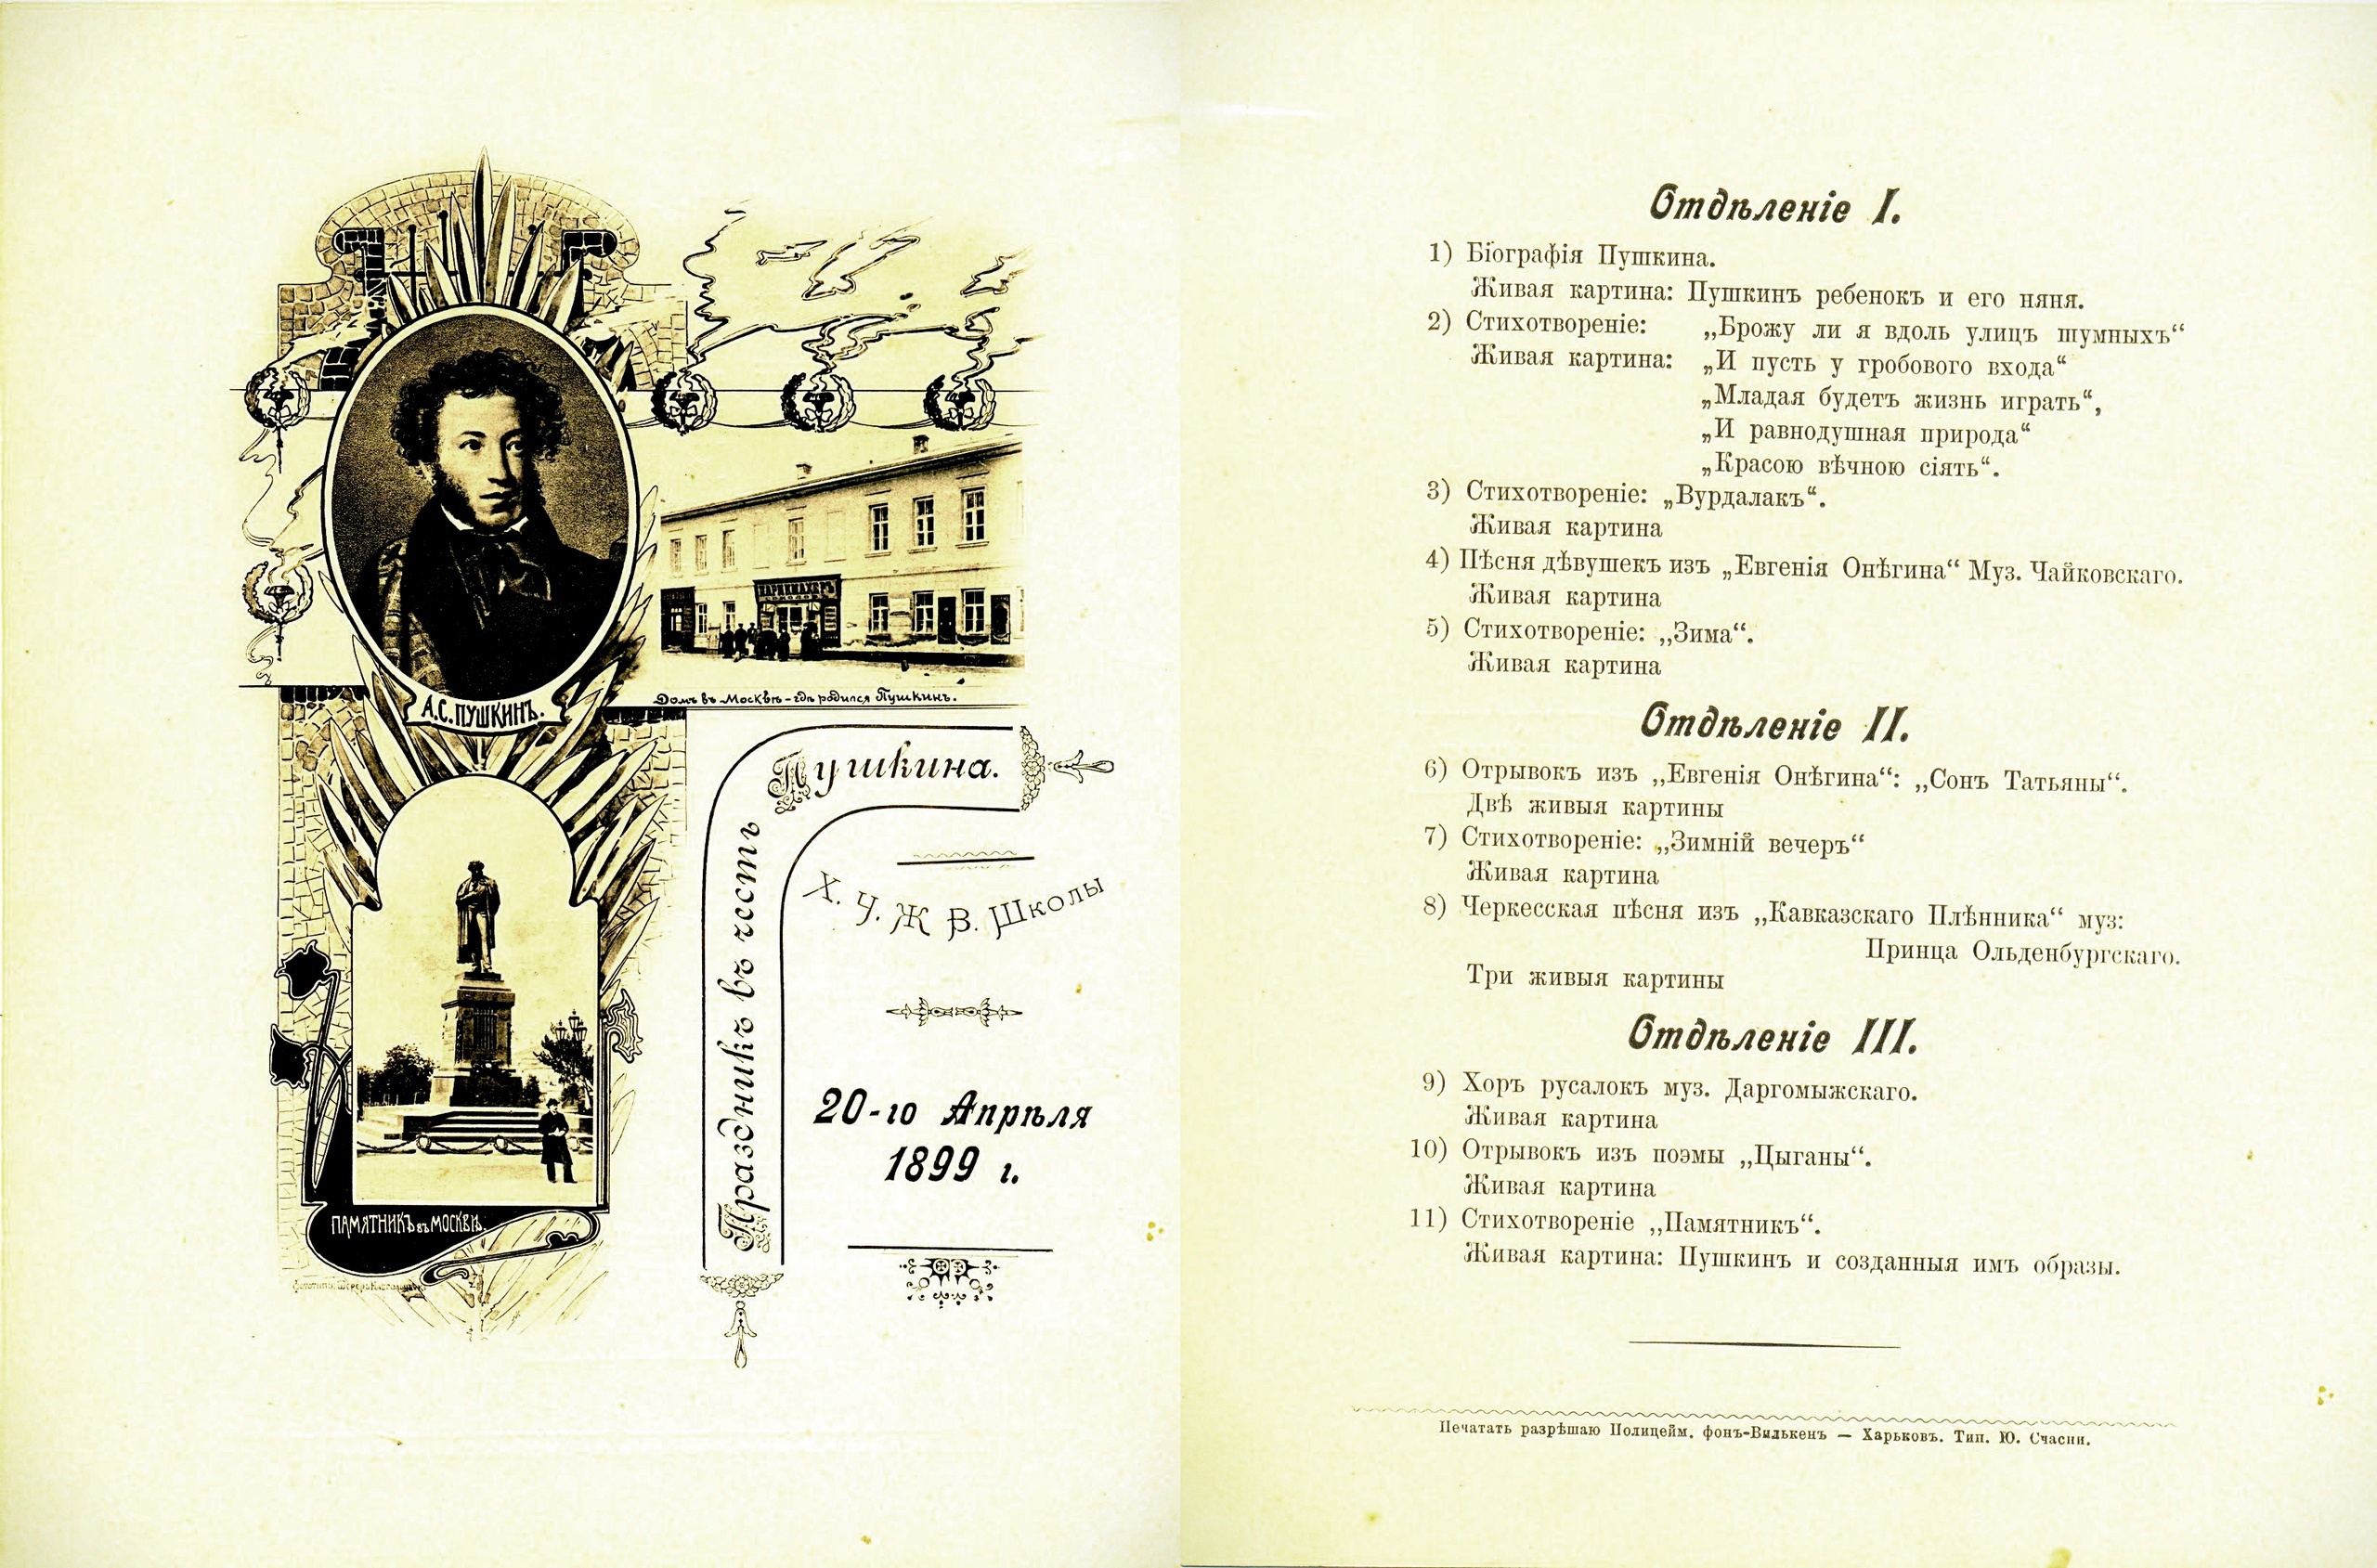 А.С.ПУШКИНЪ.
ПАРИКМАХЕРЪ
Домъ въ Москвѣ-гдѣ родился Пушкинъ.
Праздникъ въ честь
Пушкина.
Х. Ч. Ж В. Школы
20-го Апрѣля
1899 г.
ПАМЯТНИКЪ въ МОСКВѢ.
Отдѣленіе I.
1) Біографія Пушкина.
Живая картина: Пушкинъ ребенокъ и его няня.
2) Стихотвореніе: „Брожу ли я вдоль улицъ шумныхъ“
Живая картина: „И пусть у гробового входа“
„Младая будетъ жизнь играть“,
„И равнодушная природа“
„Красою вѣчною сіять“.
3) Стихотвореніе: „Вурдалакъ“.
Живая картина
4) Пѣсня дѣвушекъ изъ „Евгенія Онѣгина“ Муз. Чайковскаго.
Живая картина
5) Стихотвореніе: „Зима“.
Живая картина
Отдѣленіе II.
6) Отрывокъ изъ „Евгенія Онѣгина“: „Сонъ Татьяны“.
Двѣ живыя картины
7) Стихотвореніе: „Зимній вечеръ“
Живая картина
8) Черкесская пѣсня изъ „Кавказскаго Плѣнника“ муз:
Принца Ольденбургскаго.
Три живыя картины
Отдѣленіе III.
9) Хоръ русалокъ муз. Даргомыжскаго.
Живая картина
10) Отрывокъ изъ поэмы „Цыганы“.
Живая картина
11) Стихотвореніе „Памятникъ“.
Живая картина: Пушкинъ и созданныя имъ образы.
Печатать разрѣшаю Полицейм. фонъ-Вилькенъ — Харьковъ. Тип. Ю. Счасни.